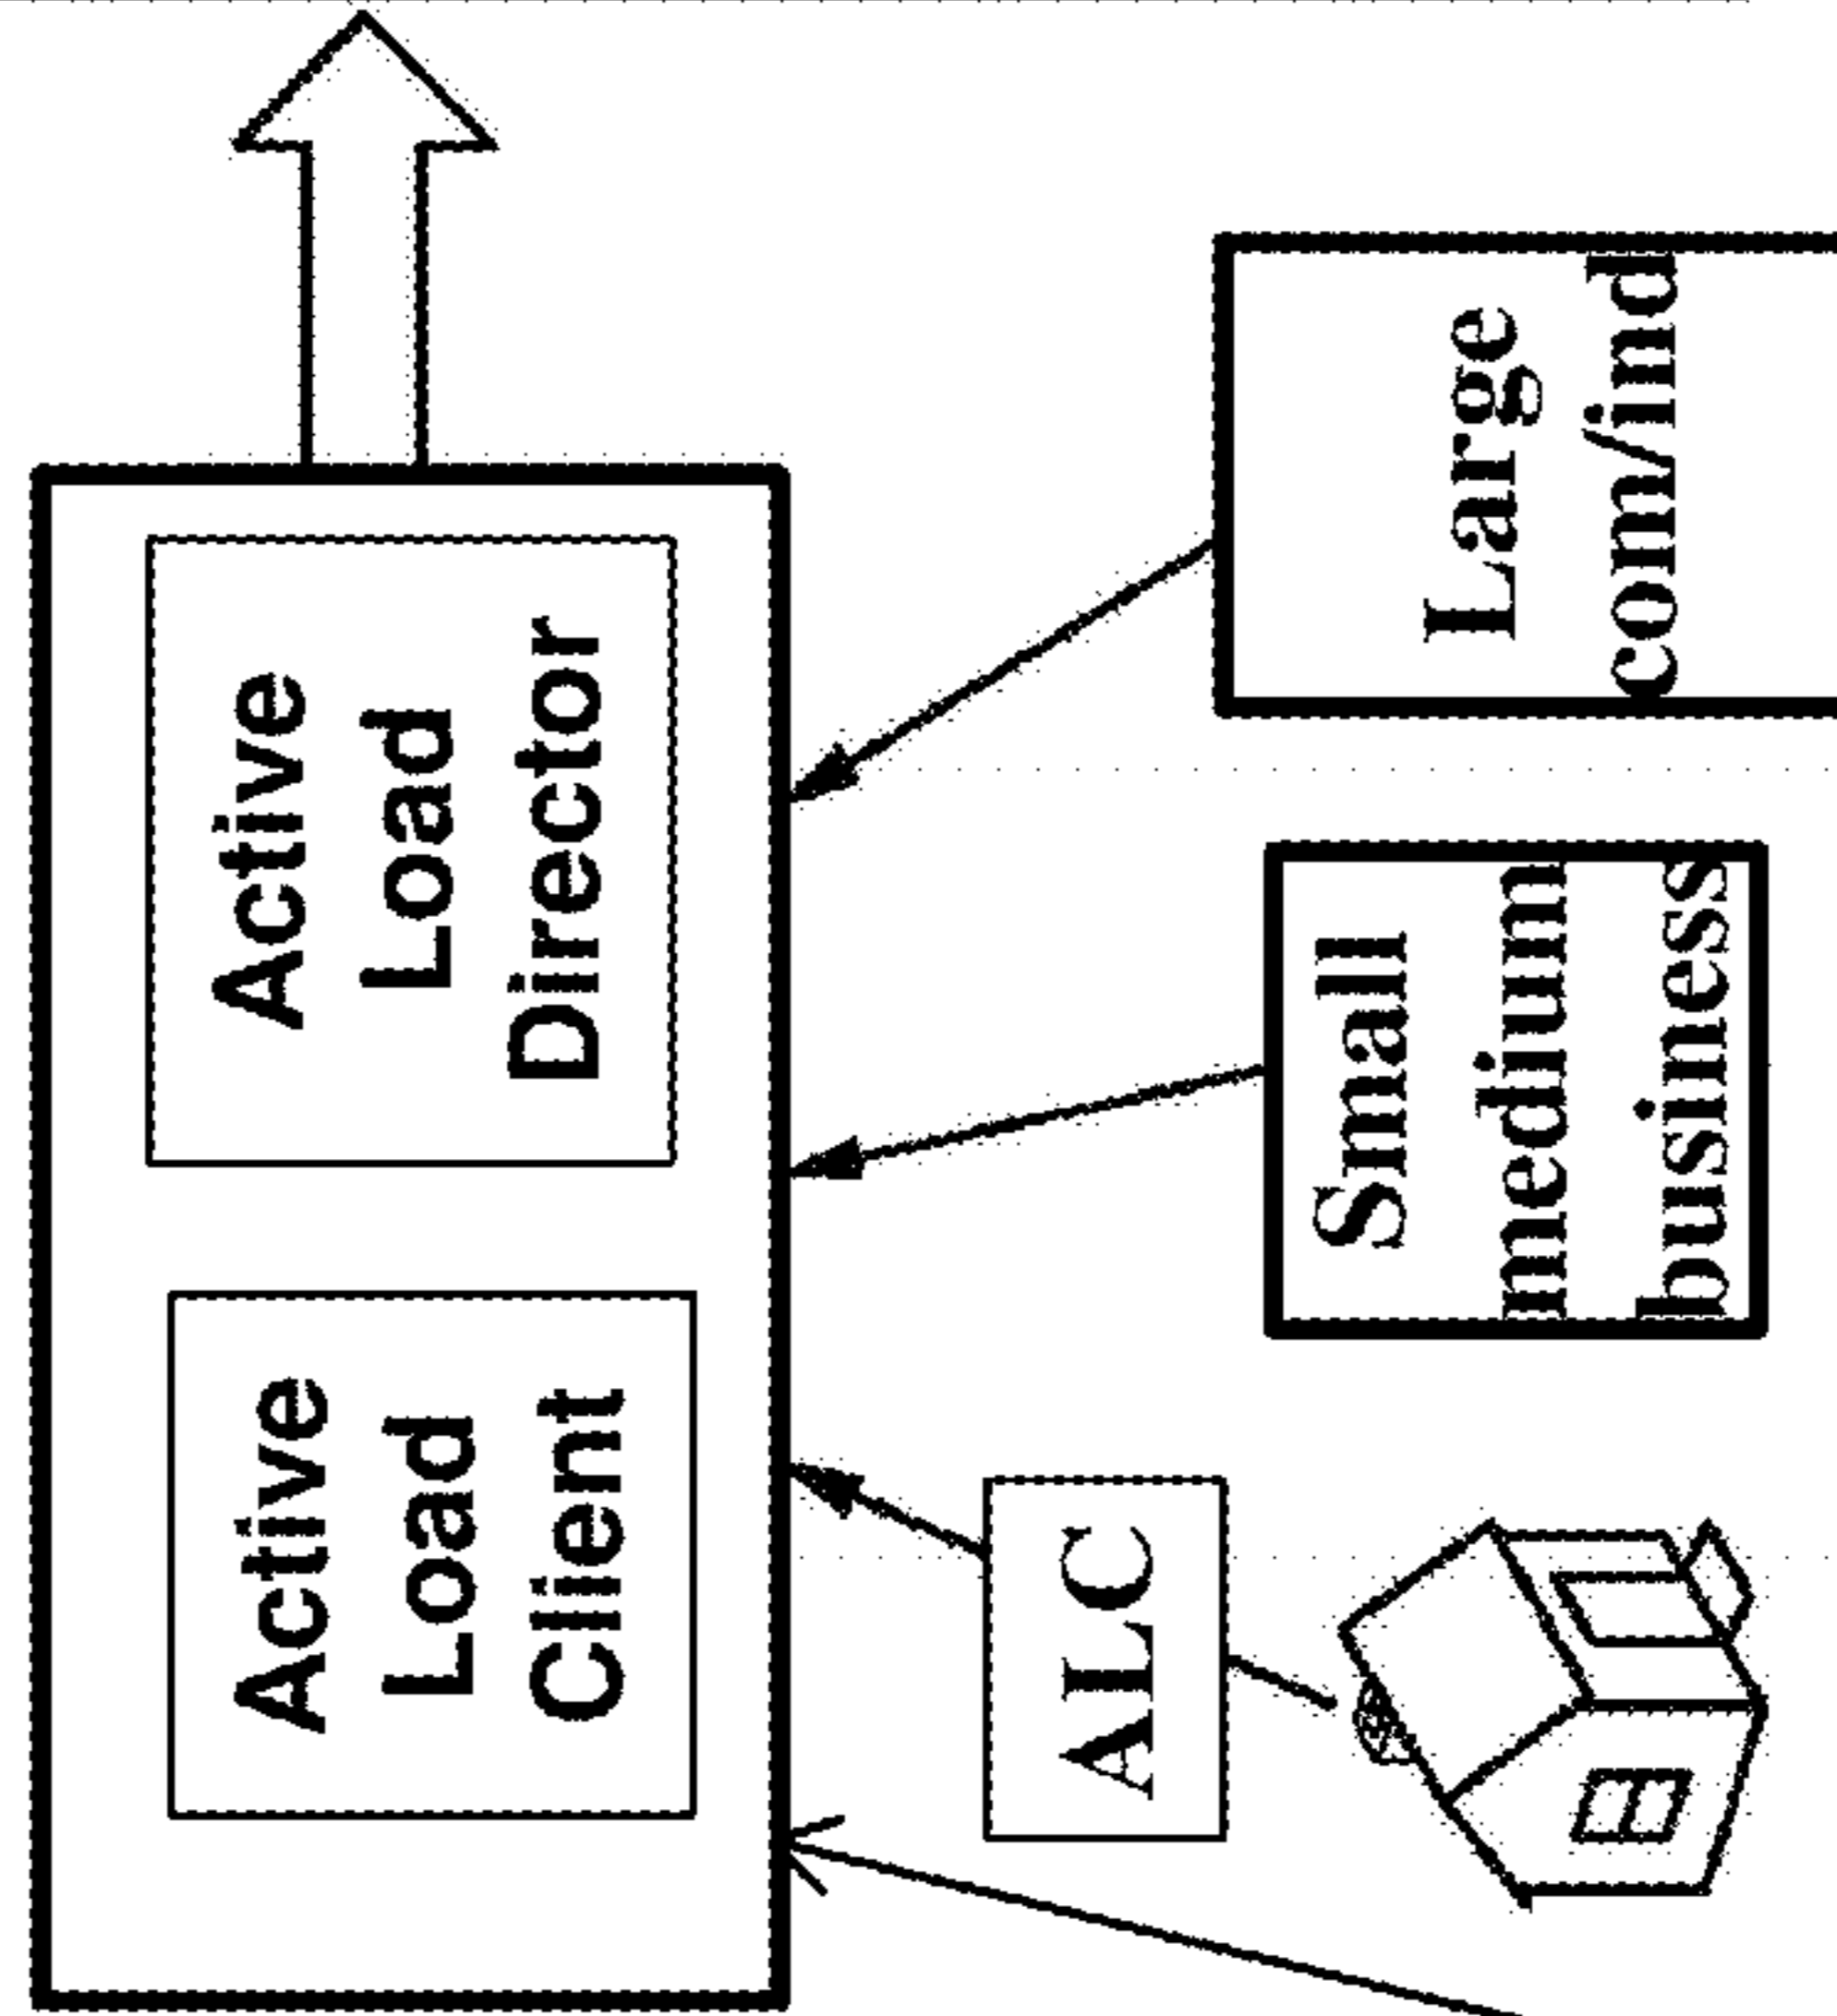 Active
Load
Client
Active
Load
Director
ALC
Small
medium
business
Large
com/ind